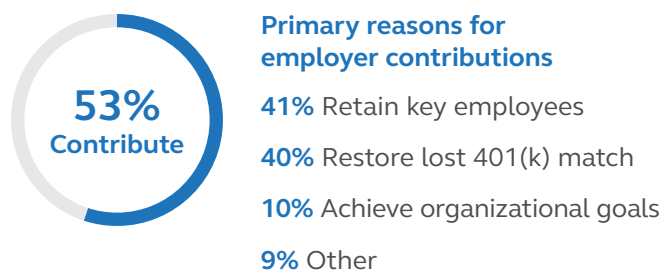 53%
Contribute
Primary reasons for
employer contributions
41% Retain key employees
40% Restore lost 401(k) match
10% Achieve organizational goals
9% Other